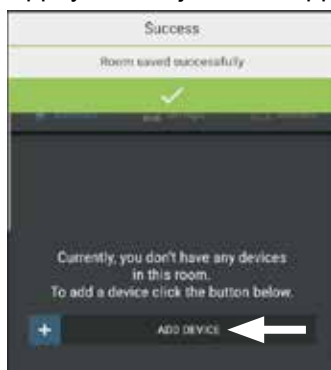 Success
Room saved successfully
Currently, you don't have any devices
in this room.
To add a device click the button below.
+ ADD DEVICE